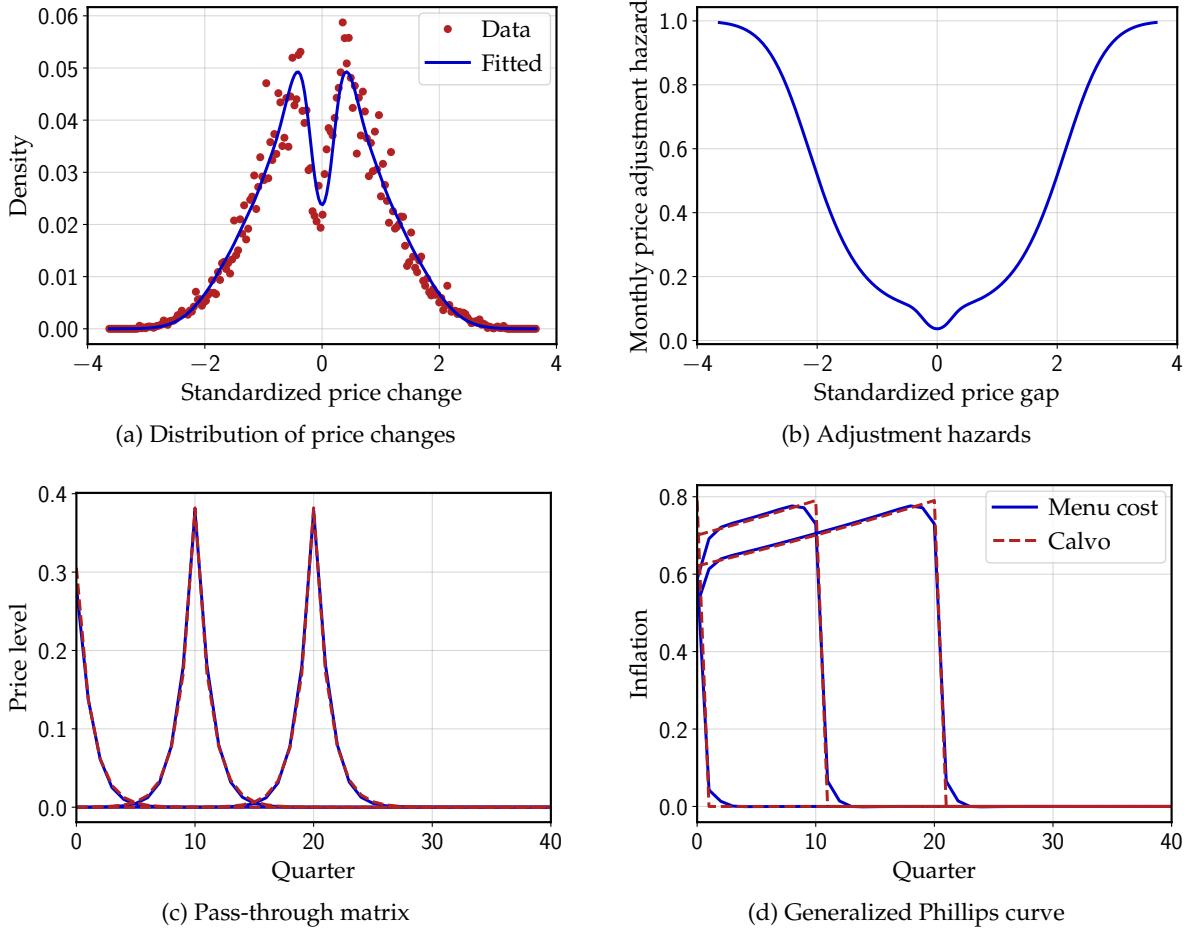 0.06
0.05
0.04
0.03
0.02
0.01
0.00
Density
Data
Fitted
−4
−2
0
2
4
Standardized price change
(a) Distribution of price changes
1.0
0.8
0.6
0.4
0.2
0.0
Monthly price adjustment hazard
−4
−2
0
2
4
Standardized price gap
(b) Adjustment hazards
0.4
0.3
0.2
0.1
0.0
Price level
0
10
20
30
40
Quarter
(c) Pass-through matrix
0.8
0.6
0.4
0.2
0.0
Inflation
Menu cost
Calvo
0
10
20
30
40
Quarter
(d) Generalized Phillips curve